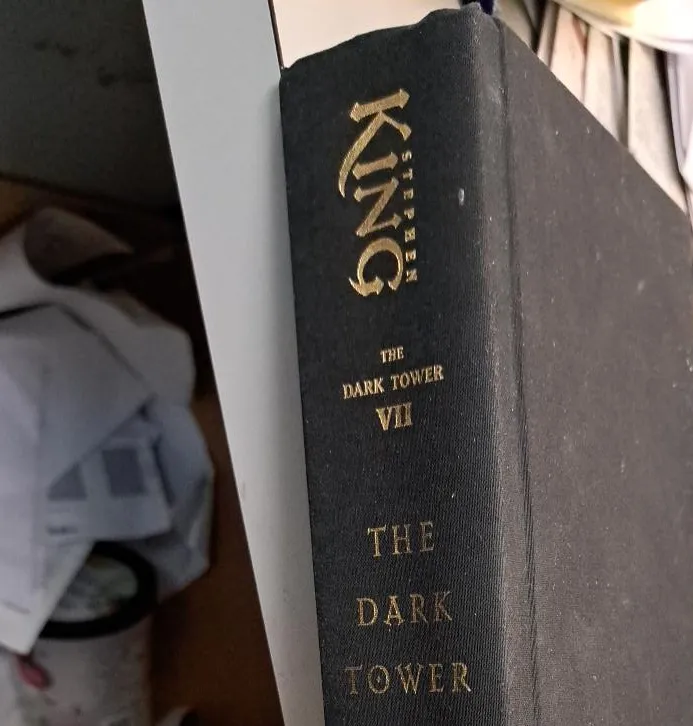 STEPHEN
KING
THE
DARK TOWER
VII
THE
DARK
TOWER